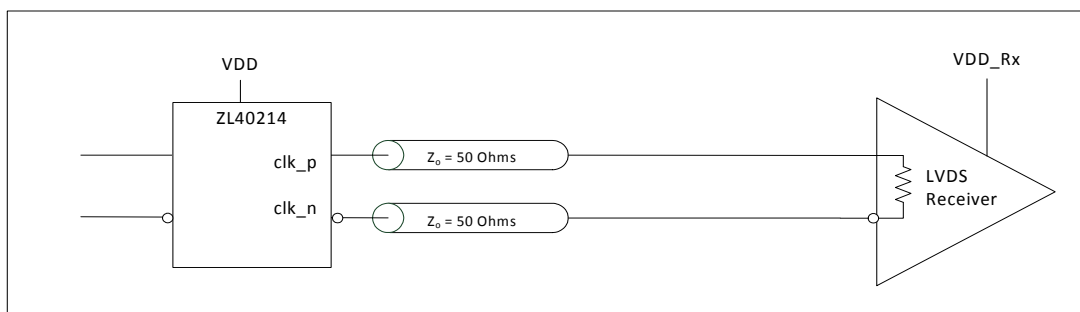 VDD
VDD_Rx
ZL40214
clk_p
Zₒ = 50 Ohms
LVDS
Receiver
clk_n
Zₒ = 50 Ohms